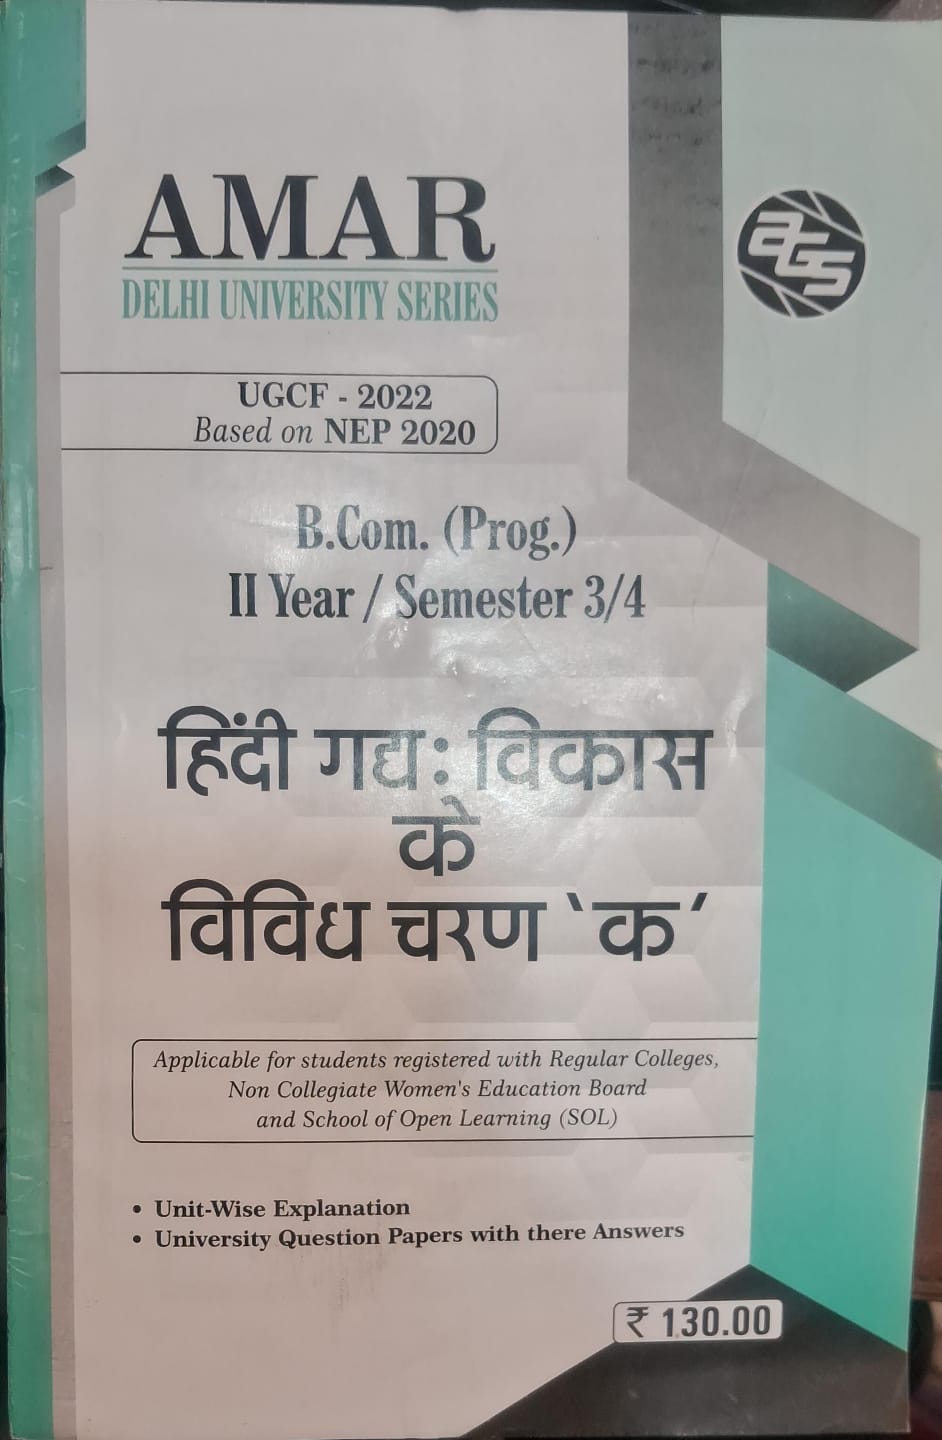 AMAR
DELHI UNIVERSITY SERIES
aGS
UGCF - 2022
Based on NEP 2020
B.Com. (Prog.)
II Year / Semester 3/4
हिंदी गद्य: विकास
के
विविध चरण ‵क′
Applicable for students registered with Regular Colleges,
Non Collegiate Women's Education Board
and School of Open Learning (SOL)
• Unit-Wise Explanation
• University Question Papers with there Answers
₹ 130.00